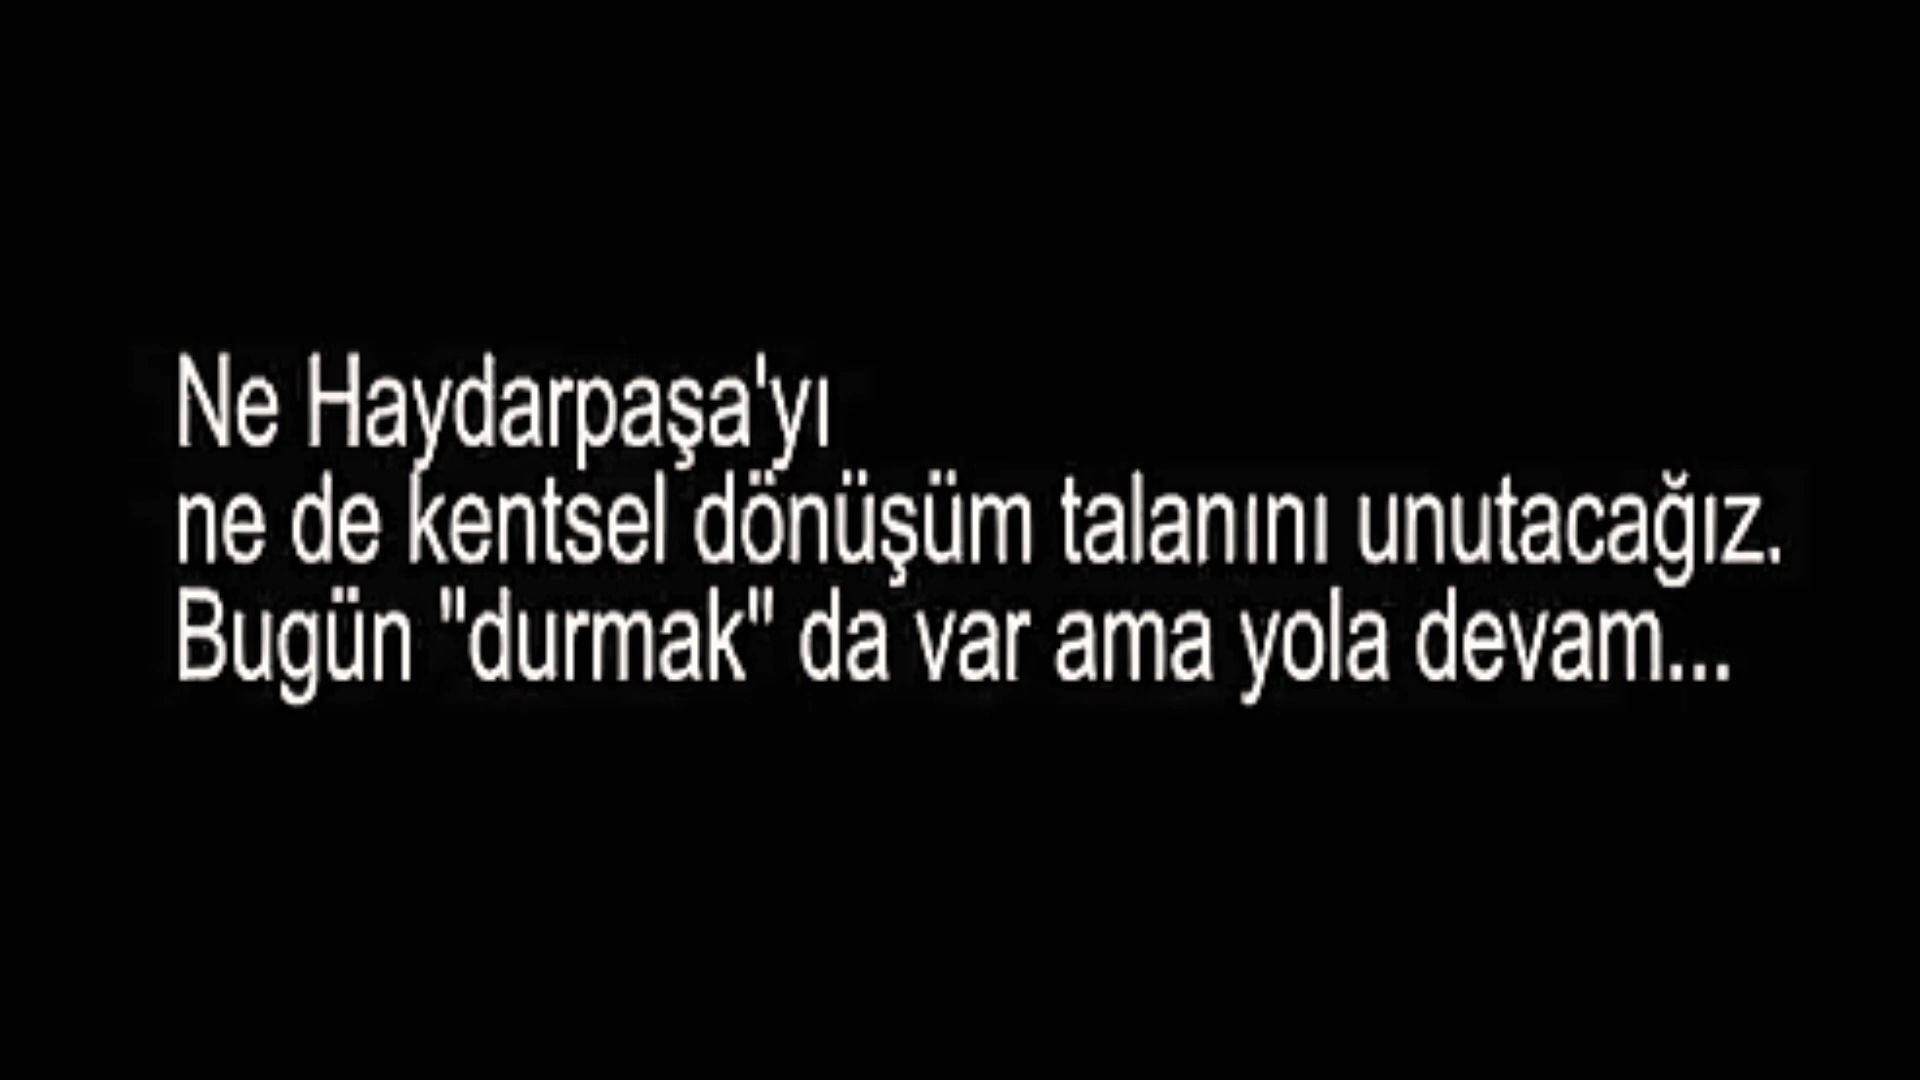 Ne Haydarpaşa'yı
ne de kentsel dönüşüm talanını unutacağız.
Bugün "durmak" da var ama yola devam...